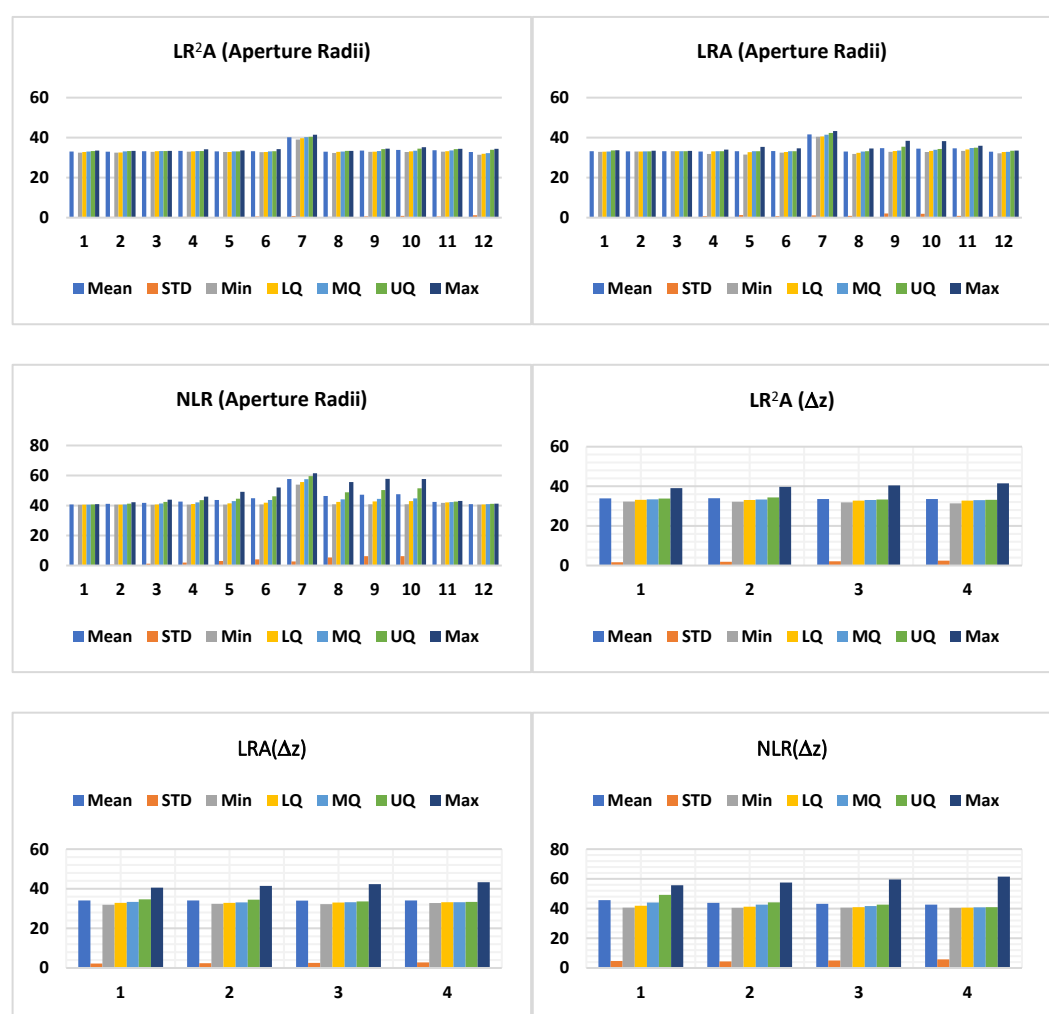 LR²A (Aperture Radii)
60
40
20
0
1 2 3 4 5 6 7 8 9 10 11 12
Mean STD Min LQ MQ UQ Max
LRA (Aperture Radii)
60
40
20
0
1 2 3 4 5 6 7 8 9 10 11 12
Mean STD Min LQ MQ UQ Max
NLR (Aperture Radii)
80
60
40
20
0
1 2 3 4 5 6 7 8 9 10 11 12
Mean STD Min LQ MQ UQ Max
LR²A (Δz)
60
40
20
0
1 2 3 4
Mean STD Min LQ MQ UQ Max
LRA(Δz)
Mean STD Min LQ MQ UQ Max
60
40
20
0
1 2 3 4
NLR(Δz)
Mean STD Min LQ MQ UQ Max
80
60
40
20
0
1 2 3 4